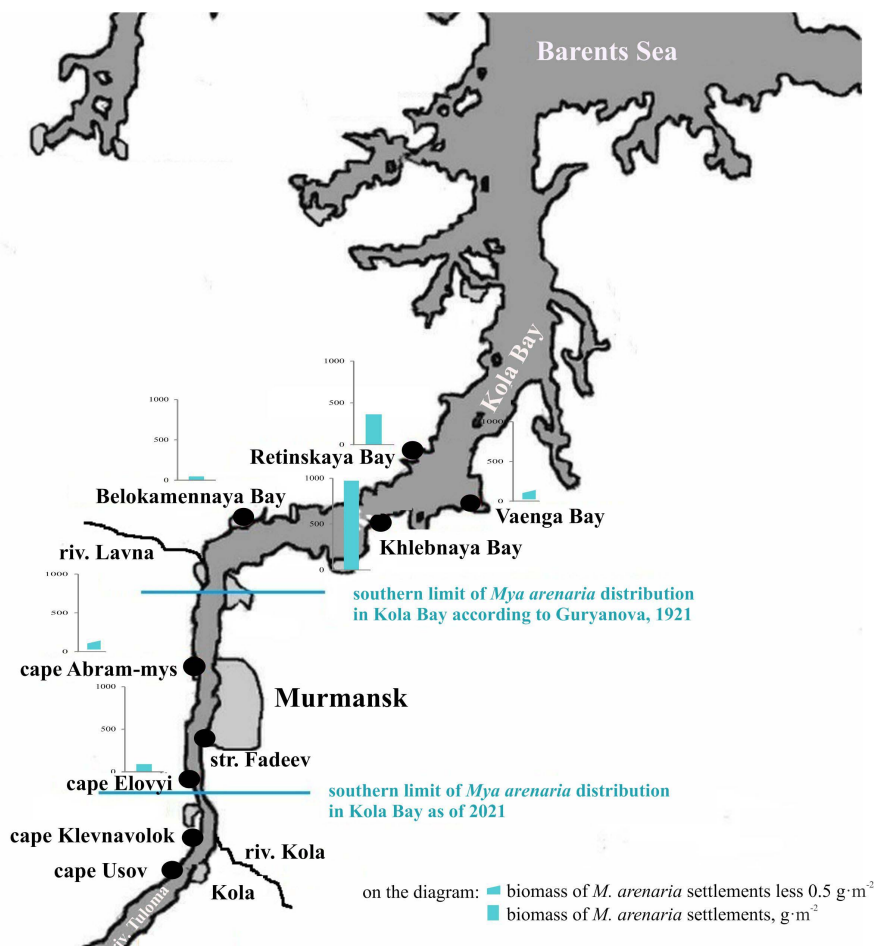 Barents Sea
Kola Bay
1000
500
0
Retinskaya Bay
1000
500
0
Belokamennaya Bay
1000
500
0
Vaenga Bay
1000
500
0
Khlebnaya Bay
riv. Lavna
southern limit of Mya arenaria distribution
in Kola Bay according to Guryanova, 1921
1000
500
0
cape Abram-mys
Murmansk
1000
500
0
str. Fadeev
cape Elovyi
southern limit of Mya arenaria distribution
in Kola Bay as of 2021
cape Klevnavolok
riv. Kola
cape Usov
Kola
riv. Tuloma
on the diagram: biomass of M. arenaria settlements less 0.5 g·m-2
biomass of M. arenaria settlements, g·m-2